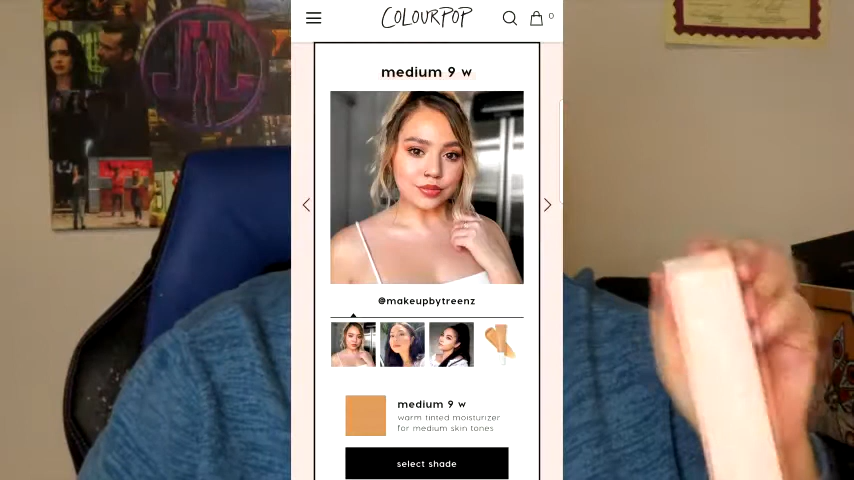 COLOURPOP
0
medium 9 w
@makeupbytreenz
medium 9 w
warm tinted moisturizer
for medium skin tones
select shade